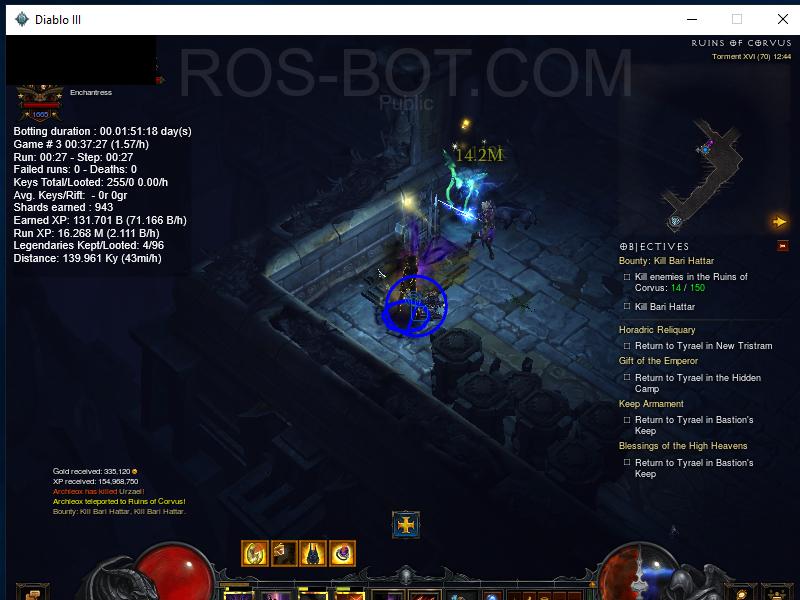 Diablo III
ROS-BOT.COM
Public
RUINS OF CORVUS
Torment XVI (70) 12:44
Enchantress
1665
Botting duration : 00.01:51:18 day(s)
Game # 3 00:37:27 (1.57/h)
Run: 00:27 - Step: 00:27
Failed runs: 0 - Deaths: 0
Keys Total/Looted: 255/0 0.00/h
Avg. Keys/Rift:  - 0r 0gr
Shards earned : 943
Earned XP: 131.701 B (71.166 B/h)
Run XP: 16.268 M (2.111 B/h)
Legendaries Kept/Looted: 4/96
Distance: 139.961 Ky (43mi/h)
14.2M
OBJECTIVES
Bounty: Kill Bari Hattar
Kill enemies in the Ruins of
Corvus: 14 / 150
Kill Bari Hattar
Horadric Reliquary
Return to Tyrael in New Tristram
Gift of the Emperor
Return to Tyrael in the Hidden
Camp
Keep Armament
Return to Tyrael in Bastion's
Keep
Blessings of the High Heavens
Return to Tyrael in Bastion's
Keep
Gold received: 335,120
XP received: 154,968,750
Archleox has killed Urzael!
Archleox teleported to Ruins of Corvus!
Bounty: Kill Bari Hattar, Kill Bari Hattar.